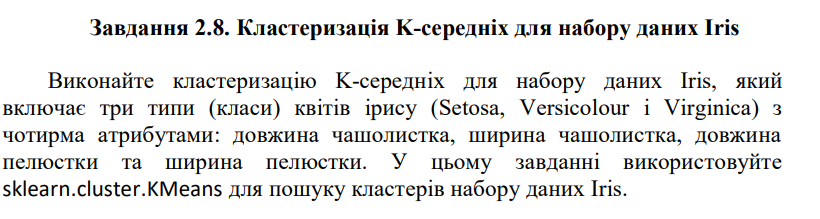 Завдання 2.8. Кластеризація K-середніх для набору даних Iris
Виконайте кластеризацію K-середніх для набору даних Iris, який
включає три типи (класи) квітів ірису (Setosa, Versicolour і Virginica) з
чотирма атрибутами: довжина чашолистка, ширина чашолистка, довжина
пелюстки та ширина пелюстки. У цьому завданні використовуйте
sklearn.cluster.KMeans для пошуку кластерів набору даних Iris.